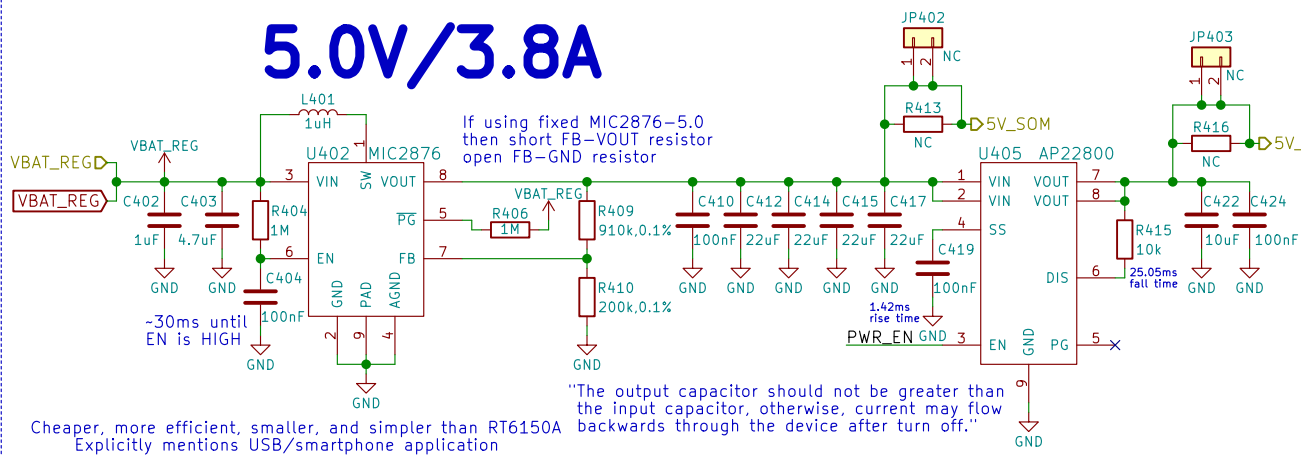 5.0V/3.8A
JP402
1
2
NC
JP403
1
2
NC
L401
1uH
If using fixed MIC2876-5.0
then short FB-VOUT resistor
open FB-GND resistor
R413
NC
5V_SOM
R416
NC
5V_
VBAT_REG
VBAT_REG
VBAT_REG
U402 MIC2876
1
3
VIN
SW
VOUT
8
PG
5
EN
6
FB
7
GND
PAD
AGND
2
9
4
GND
C402
1uF
GND
C403
4.7uF
GND
R404
1M
C404
100nF
GND
~30ms until
EN is HIGH
R406
1M
VBAT_REG
R409
910k,0.1%
R410
200k,0.1%
GND
C410
100nF
GND
C412
22uF
GND
C414
22uF
GND
C415
22uF
GND
C417
22uF
GND
U405 AP22800
1
VIN
2
VIN
4
SS
3
EN
VOUT
7
VOUT
8
DIS
6
PG
5
GND
9
GND
C419
100nF
GND
1.42ms
rise time
PWR_EN
R415
10k
25.05ms
fall time
C422
10uF
GND
C424
100nF
GND
"The output capacitor should not be greater than
the input capacitor, otherwise, current may flow
backwards through the device after turn off."
Cheaper, more efficient, smaller, and simpler than RT6150A
Explicitly mentions USB/smartphone application